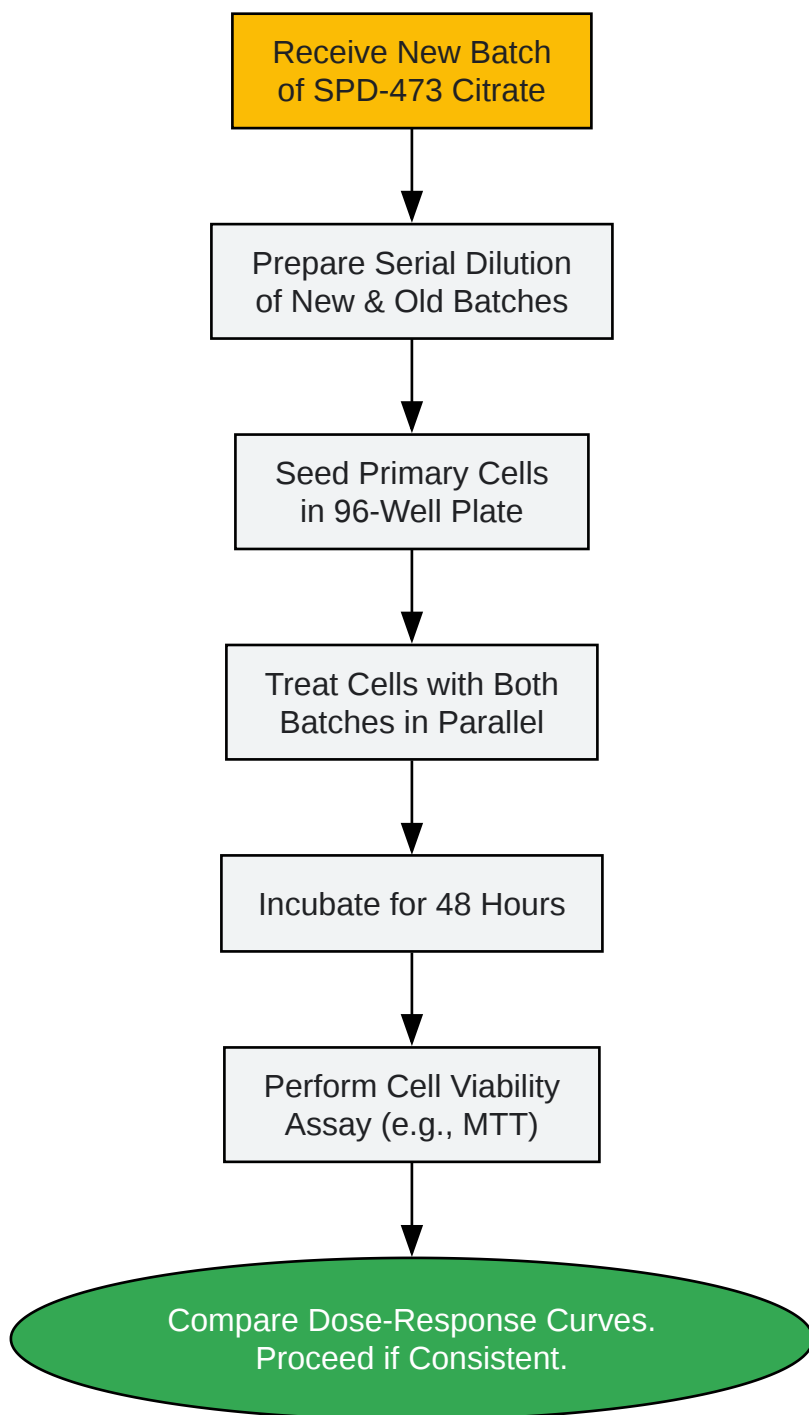 Receive New Batch
of SPD-473 Citrate
Prepare Serial Dilution
of New & Old Batches
Seed Primary Cells
in 96-Well Plate
Treat Cells with Both
Batches in Parallel
Incubate for 48 Hours
Perform Cell Viability
Assay (e.g., MTT)
Compare Dose-Response Curves.
Proceed if Consistent.